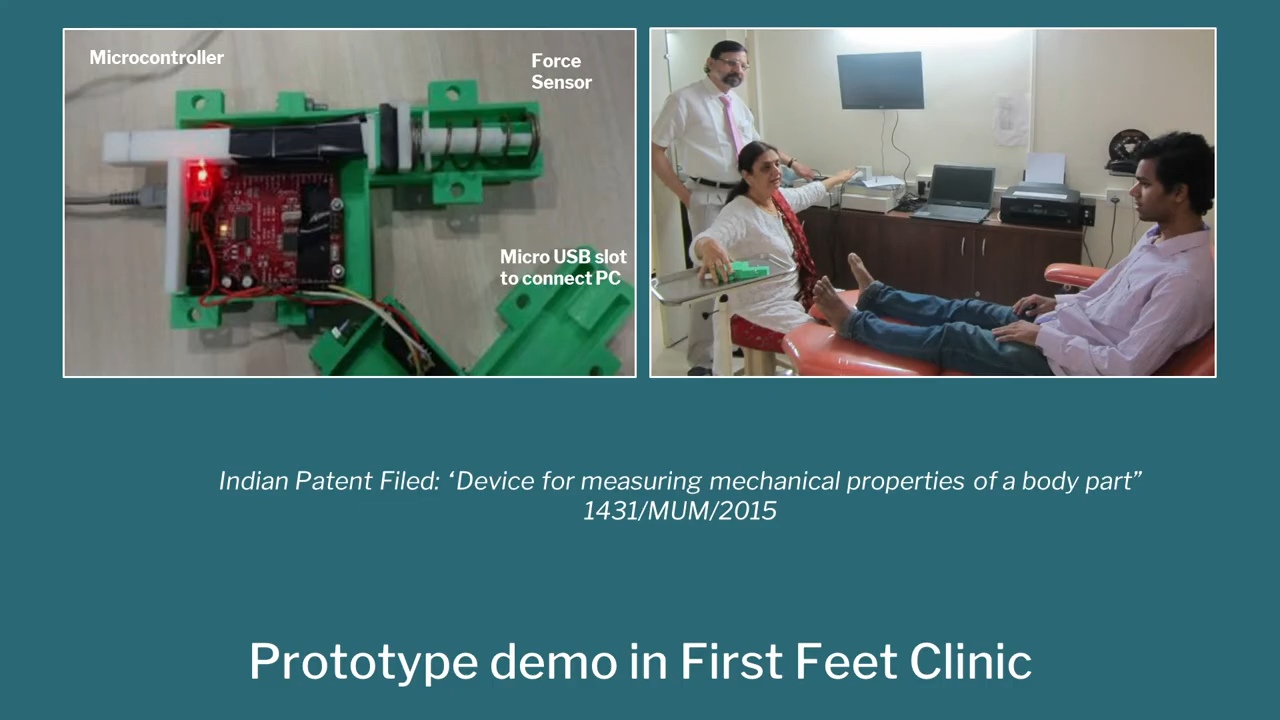 Microcontroller
Force
Sensor
Micro USB slot
to connect PC
Indian Patent Filed: ‘Device for measuring mechanical properties of a body part”
1431/MUM/2015
Prototype demo in First Feet Clinic